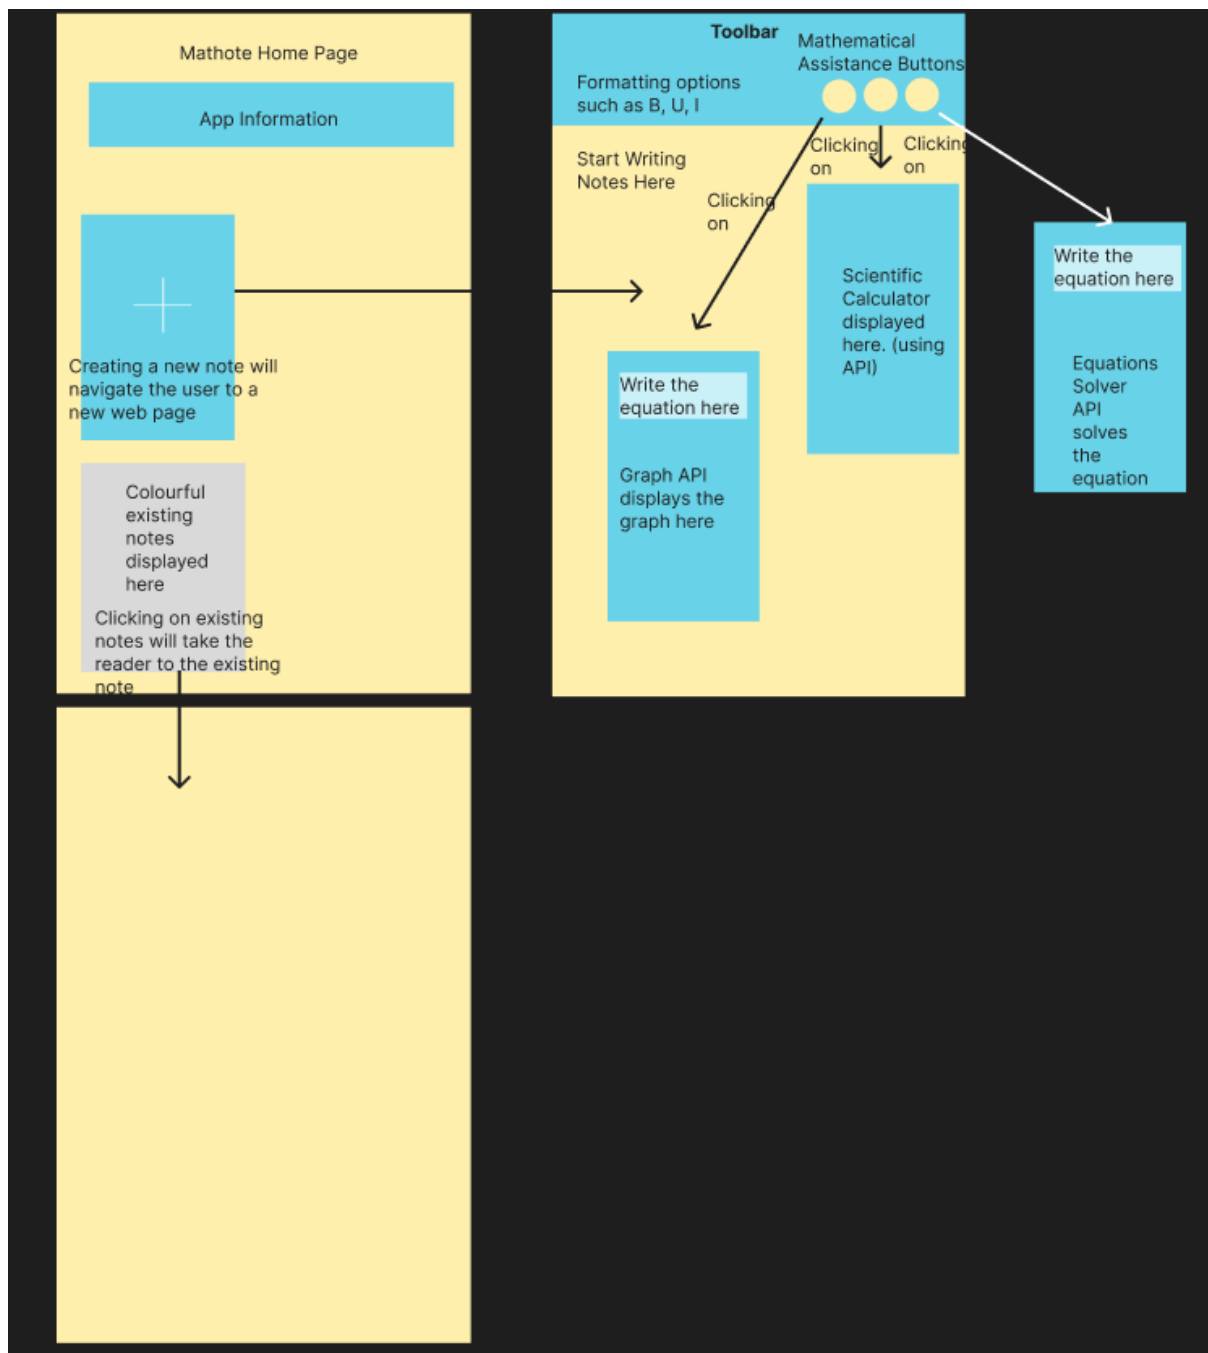 Mathote Home Page
App Information
Creating a new note will
navigate the user to a
new web page
Colourful
existing
notes
displayed
here
Clicking on existing
notes will take the
reader to the existing
note
Toolbar
Mathematical
Assistance Buttons
Formatting options
such as B, U, I
Start Writing
Notes Here
Clicking
on
Clicking
on
Clicking
on
Write the
equation here
Graph API
displays the
graph here
Scientific
Calculator
displayed
here. (using
API)
Write the
equation here
Equations
Solver
API
solves
the
equation